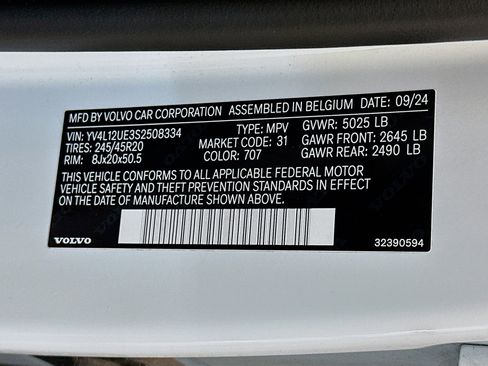 MFD BY VOLVO CAR CORPORATION ASSEMBLED IN BELGIUM DATE: 09/24
VIN: YV4L12UE3S2508334 TYPE: MPV GVWR: 5025 LB
TIRES: 245/45R20 MARKET CODE: 31 GAWR FRONT: 2645 LB
RIM: 8Jx20x50.5 COLOR: 707 GAWR REAR: 2490 LB
THIS VEHICLE CONFORMS TO ALL APPLICABLE FEDERAL MOTOR
VEHICLE SAFETY AND THEFT PREVENTION STANDARDS IN EFFECT
ON THE DATE OF MANUFACTURE SHOWN ABOVE.
VOLVO 32390594